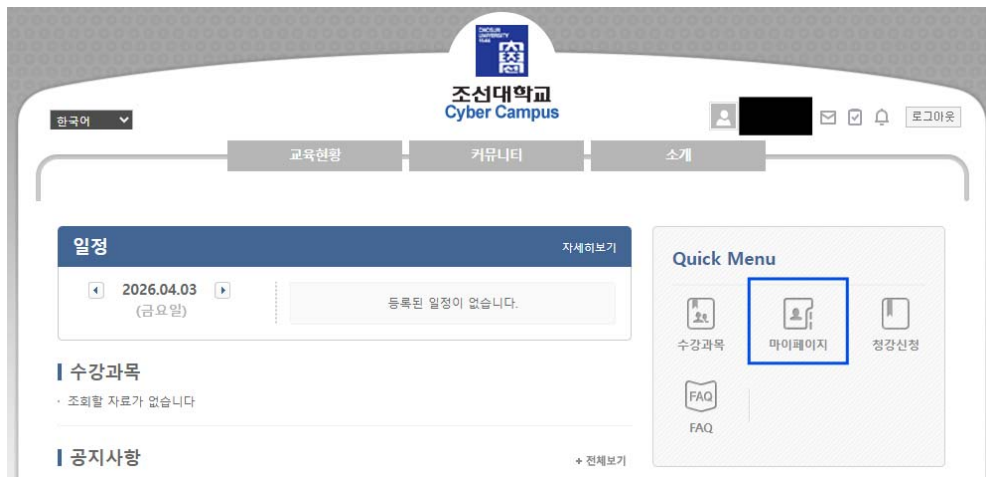 CHOSUN
UNIVERSITY
1946
조선대학교
Cyber Campus
한국어
로그아웃
교육현황
커뮤니티
소개
일정
자세히보기
2026.04.03
(금요일)
등록된 일정이 없습니다.
Quick Menu
수강과목
마이페이지
청강신청
FAQ
FAQ
수강과목
· 조회할 자료가 없습니다
공지사항
+ 전체보기